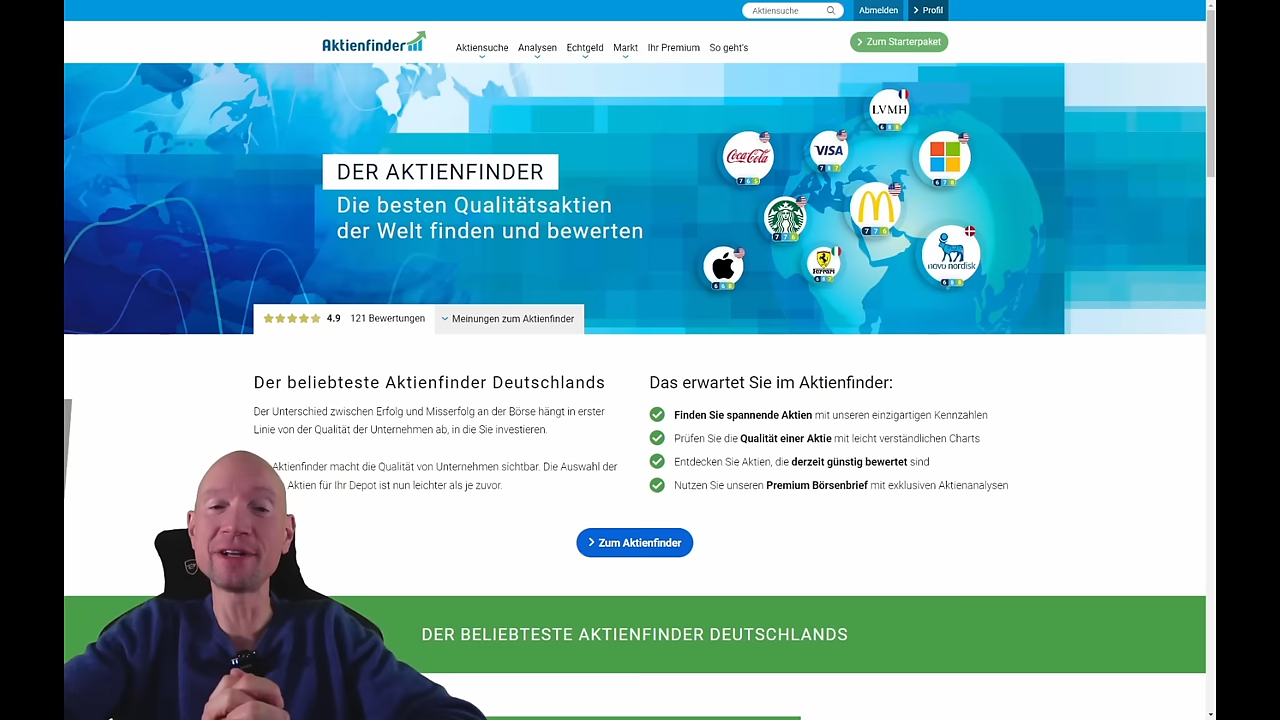 Aktiensuche
Abmelden
Profil
Aktienfinder
Aktiensuche
Analysen
Echtgeld
Markt
Ihr Premium
So geht's
Zum Starterpaket
LVMH
Coca-Cola
VISA
novo nordisk
Ferrari
DER AKTIENFINDER
Die besten Qualitätsaktien
der Welt finden und bewerten
4.9
121 Bewertungen
Meinungen zum Aktienfinder
Der beliebteste Aktienfinder Deutschlands
Der Unterschied zwischen Erfolg und Misserfolg an der Börse hängt in erster
Linie von der Qualität der Unternehmen ab, in die Sie investieren.
Aktienfinder macht die Qualität von Unternehmen sichtbar. Die Auswahl der
Aktien für Ihr Depot ist nun leichter als je zuvor.
Das erwartet Sie im Aktienfinder:
Finden Sie spannende Aktien mit unseren einzigartigen Kennzahlen
Prüfen Sie die Qualität einer Aktie mit leicht verständlichen Charts
Entdecken Sie Aktien, die derzeit günstig bewertet sind
Nutzen Sie unseren Premium Börsenbrief mit exklusiven Aktienanalysen
Zum Aktienfinder
DER BELIEBTESTE AKTIENFINDER DEUTSCHLANDS